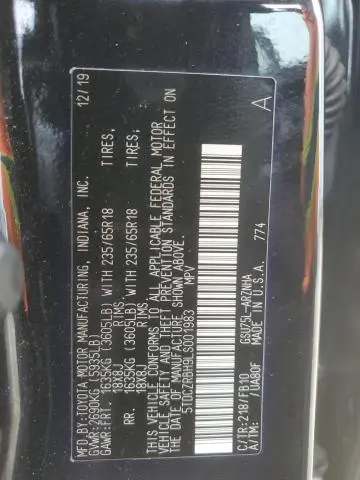 MFD.BY:TOYOTA MOTOR MANUFACTURING, INDIANA, INC. 12/19
GVWR:2690KG (5935LB)
GAWR:FRT. 1635KG (3605LB) WITH 235/65R18 TIRES,
18X8J RIMS,
RR. 1635KG (3605LB) WITH 235/65R18 TIRES,
18X8J RIMS
THIS VEHICLE CONFORMS TO ALL APPLICABLE FEDERAL MOTOR
VEHICLE SAFETY AND THEFT PREVENTION STANDARDS IN EFFECT ON
THE DATE OF MANUFACTURE SHOWN ABOVE.
5TDCZRBH9LS001983 MPV
A
C/TR:218/FB10 GSU75L-ARZNHA 774
A/TM: /UA80F MADE IN U.S.A.